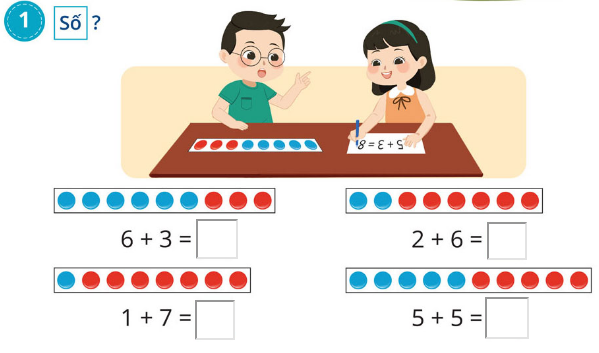 1 Số ?
5 + 3 = 8
6 + 3 =
2 + 6 =
1 + 7 =
5 + 5 =